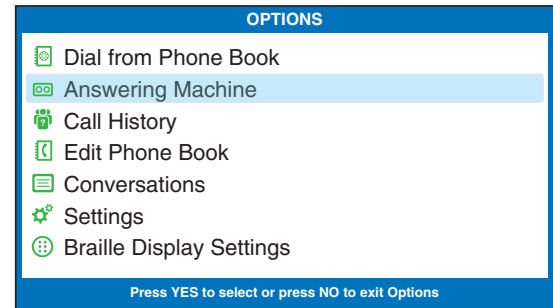 OPTIONS
Dial from Phone Book
Answering Machine
Call History
Edit Phone Book
Conversations
Settings
Braille Display Settings
Press YES to select or press NO to exit Options